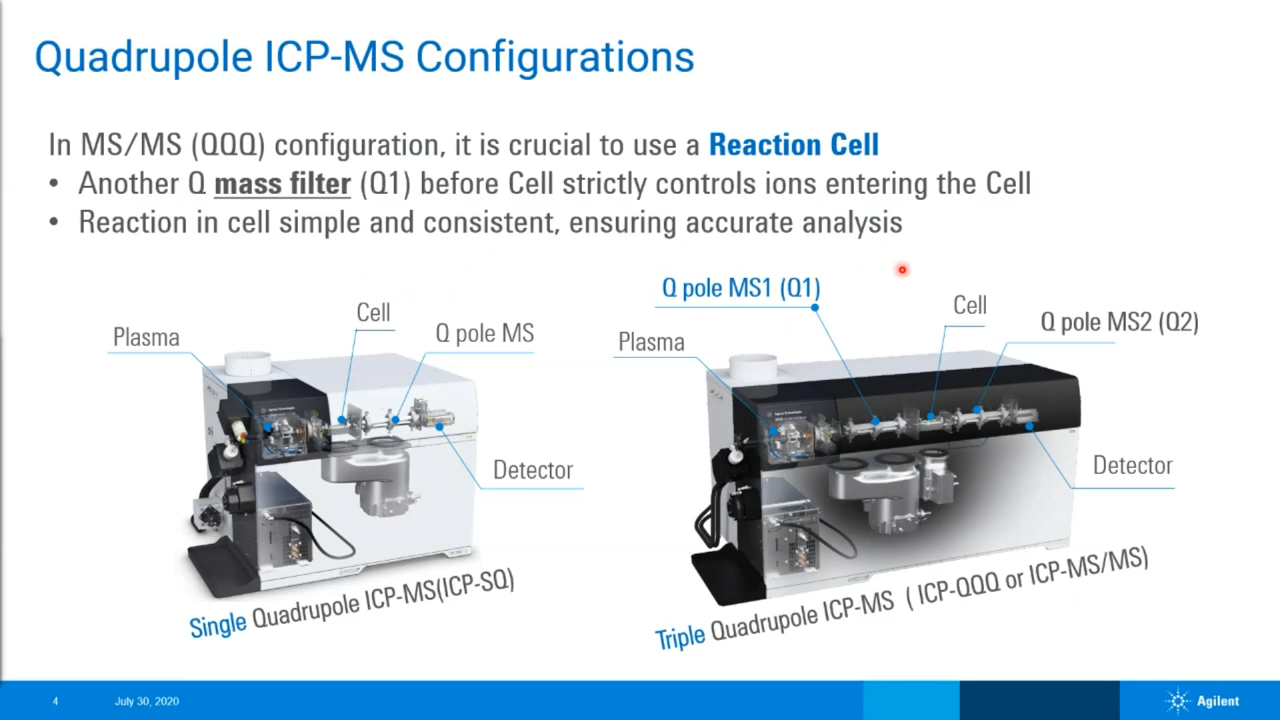 Quadrupole ICP-MS Configurations
In MS/MS (QQQ) configuration, it is crucial to use a Reaction Cell
• Another Q mass filter (Q1) before Cell strictly controls ions entering the Cell
• Reaction in cell simple and consistent, ensuring accurate analysis
Plasma
Cell
Q pole MS
Detector
Single Quadrupole ICP-MS(ICP-SQ)
Q pole MS1 (Q1)
Plasma
Cell
Q pole MS2 (Q2)
Detector
Triple Quadrupole ICP-MS ( ICP-QQQ or ICP-MS/MS)
4
July 30, 2020
Agilent